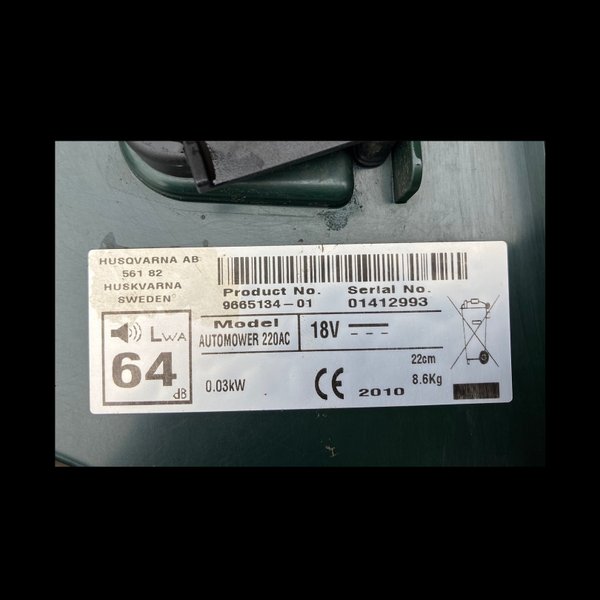 HUSQVARNA AB
561 82
HUSKVARNA
SWEDEN
Product No. Serial No.
9665134-01 01412993
LWA
64
dB
Model
AUTOMOWER 220AC
18V
0.03kW
CE
2010
22cm
8.6Kg